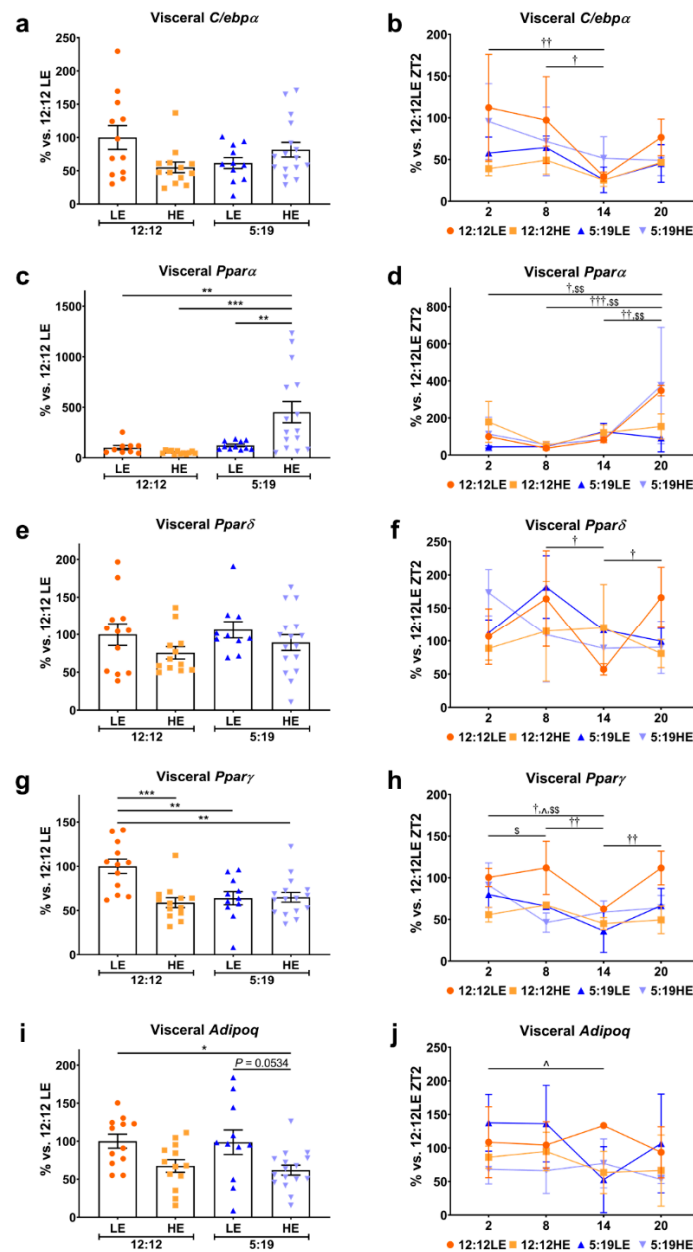 a
Visceral C/ebpα
% vs. 12:12 LE
250
200
150
100
50
0
LE HE LE HE
12:12 5:19
b
Visceral C/ebpα
% vs. 12:12LE ZT2
200
150
100
50
0
††
†
2 8 14 20
12:12LE 12:12HE 5:19LE 5:19HE
c
Visceral Pparα
% vs. 12:12 LE
1500
1000
500
0
**
***
**
LE HE LE HE
12:12 5:19
d
Visceral Pparα
% vs. 12:12LE ZT2
800
600
400
200
0
†,$$
†††,$$
††,$$
2 8 14 20
12:12LE 12:12HE 5:19LE 5:19HE
e
Visceral Pparδ
% vs. 12:12 LE
200
150
100
50
0
LE HE LE HE
12:12 5:19
f
Visceral Pparδ
% vs. 12:12LE ZT2
250
200
150
100
50
0
†
†
2 8 14 20
12:12LE 12:12HE 5:19LE 5:19HE
g
Visceral Pparγ
% vs. 12:12 LE
200
150
100
50
0
***
**
**
LE HE LE HE
12:12 5:19
h
Visceral Pparγ
% vs. 12:12LE ZT2
200
150
100
50
0
†,^,$$
$
††
††
2 8 14 20
12:12LE 12:12HE 5:19LE 5:19HE
i
Visceral Adipoq
% vs. 12:12 LE
200
150
100
50
0
*
P = 0.0534
LE HE LE HE
12:12 5:19
j
Visceral Adipoq
% vs. 12:12LE ZT2
250
200
150
100
50
0
^
2 8 14 20
12:12LE 12:12HE 5:19LE 5:19HE